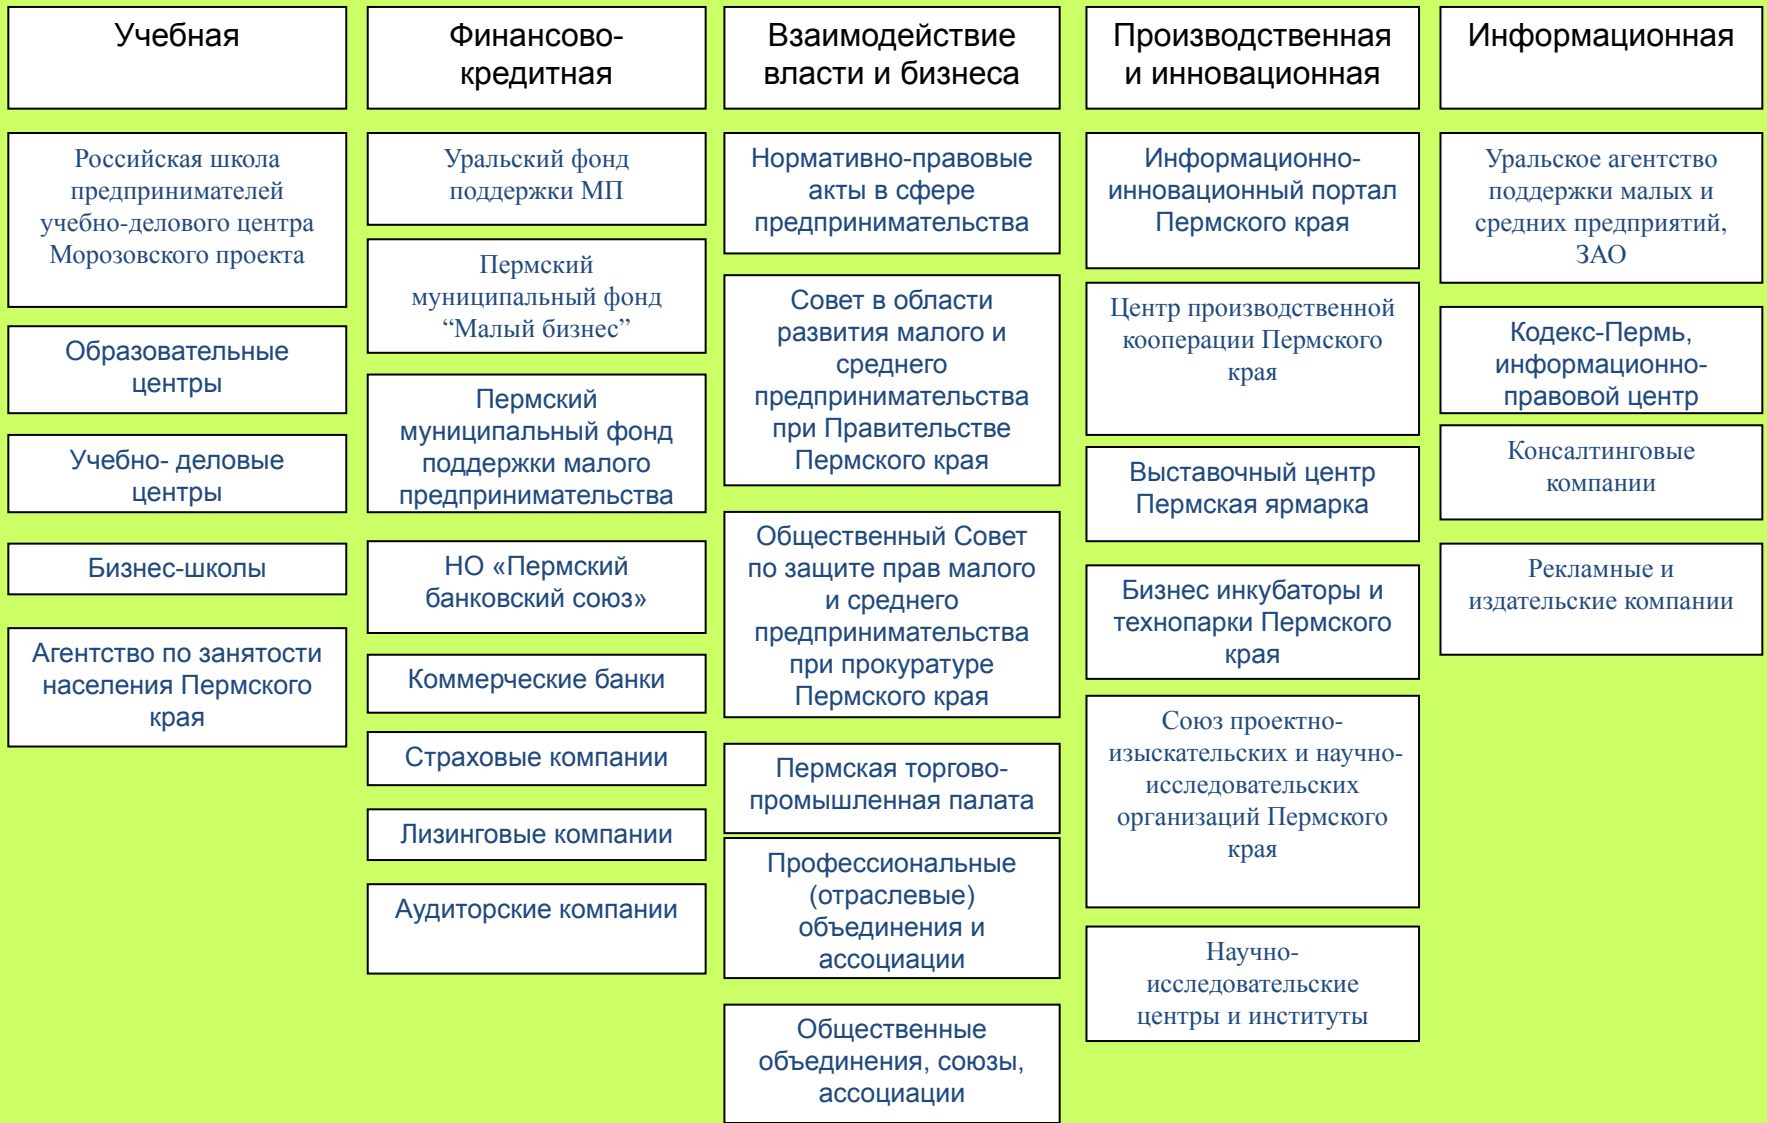 Учебная
Финансово-
кредитная
Взаимодействие
власти и бизнеса
Производственная
и инновационная
Информационная
Российская школа
предпринимателей
учебно-делового центра
Морозовского проекта
Образовательные
центры
Учебно- деловые
центры
Бизнес-школы
Агентство по занятости
населения Пермского
края
Уральский фонд
поддержки МП
Пермский
муниципальный фонд
“Малый бизнес”
Пермский
муниципальный фонд
поддержки малого
предпринимательства
НО «Пермский
банковский союз»
Коммерческие банки
Страховые компании
Лизинговые компании
Аудиторские компании
Нормативно-правовые
акты в сфере
предпринимательства
Совет в области
развития малого и
среднего
предпринимательства
при Правительстве
Пермского края
Общественный Совет
по защите прав малого
и среднего
предпринимательства
при прокуратуре
Пермского края
Пермская торгово-
промышленная палата
Профессиональные
(отраслевые)
объединения и
ассоциации
Общественные
объединения, союзы,
ассоциации
Информационно-
инновационный портал
Пермского края
Центр производственной
кооперации Пермского
края
Выставочный центр
Пермская ярмарка
Бизнес инкубаторы и
технопарки Пермского
края
Союз проектно-
изыскательских и научно-
исследовательских
организаций Пермского
края
Научно-
исследовательские
центры и институты
Уральское агентство
поддержки малых и
средних предприятий,
ЗАО
Кодекс-Пермь,
информационно-
правовой центр
Консалтинговые
компании
Рекламные и
издательские компании